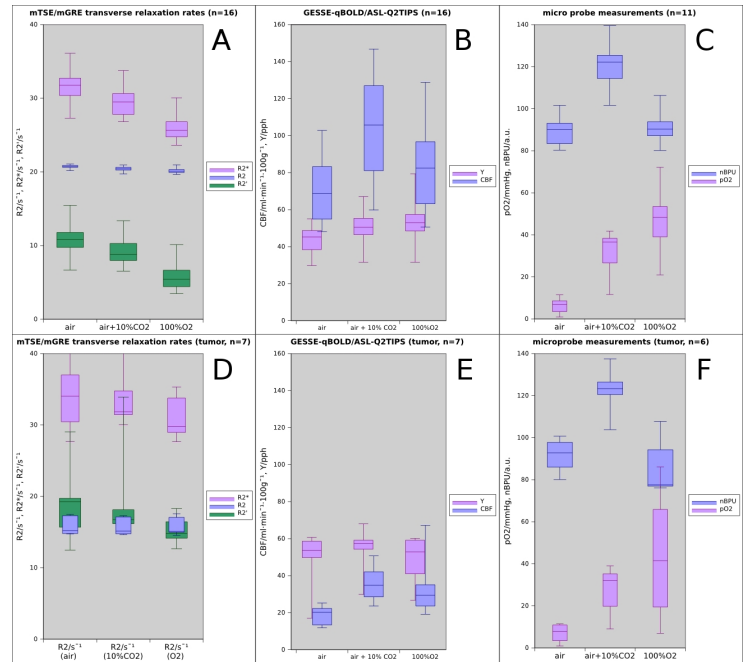 mTSE/mGRE transverse relaxation rates (n=16)
A
R2/s⁻¹, R2*/s⁻¹, R2'/s⁻¹
40
30
20
10
0
air
air+10%CO2
100%O2
R2*
R2
R2'
GESSE-qBOLD/ASL-Q2TIPS (n=16)
B
CBF/ml·min⁻¹·100g⁻¹, Y/pph
160
140
120
100
80
60
40
20
0
air
air + 10% CO2
100%O2
Y
CBF
micro probe measurements (n=11)
C
pO2/mmHg, nBPU/a.u.
140
120
100
80
60
40
20
0
air
air+10%CO2
100%O2
nBPU
pO2
mTSE/mGRE transverse relaxation rates (tumor, n=7)
D
R2/s⁻¹, R2*/s⁻¹, R2'/s⁻¹
40
30
20
10
0
R2/s⁻¹
(air)
R2/s⁻¹
(10%CO2)
R2/s⁻¹
(O2)
R2*
R2
R2'
GESSE-qBOLD/ASL-Q2TIPS (tumor, n=7)
E
CBF/ml·min⁻¹·100g⁻¹, Y/pph
160
140
120
100
80
60
40
20
0
air
air + 10% CO2
100%O2
Y
CBF
microprobe measurements (tumor, n=6)
F
pO2/mmHg, nBPU/a.u.
140
120
100
80
60
40
20
0
air
air+10%CO2
100%O2
nBPU
pO2